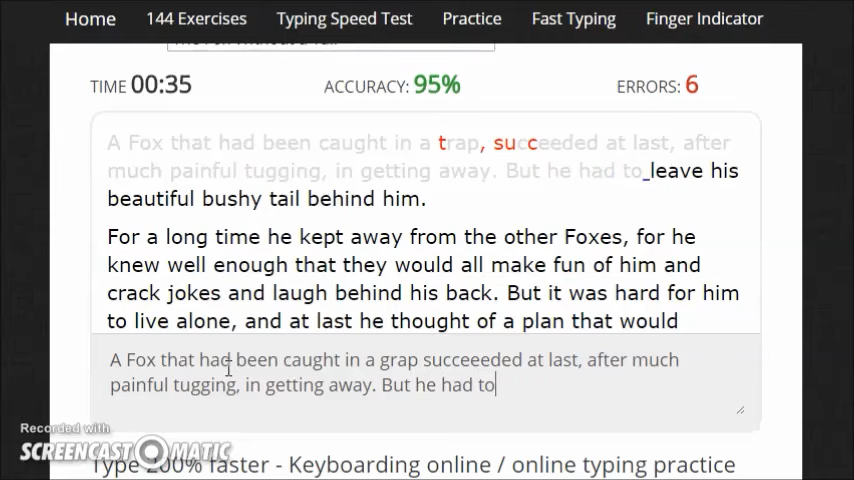 Home 144 Exercises Typing Speed Test Practice Fast Typing Finger Indicator
TIME 00:35 ACCURACY: 95% ERRORS: 6
A Fox that had been caught in a trap, succeeded at last, after
much painful tugging, in getting away. But he had to leave his
beautiful bushy tail behind him.
For a long time he kept away from the other Foxes, for he
knew well enough that they would all make fun of him and
crack jokes and laugh behind his back. But it was hard for him
to live alone, and at last he thought of a plan that would
A Fox that had been caught in a grap succeeeded at last, after much
painful tugging, in getting away. But he had to
Recorded with
SCREENCAST MATIC
Type 200% faster - Keyboarding online / online typing practice